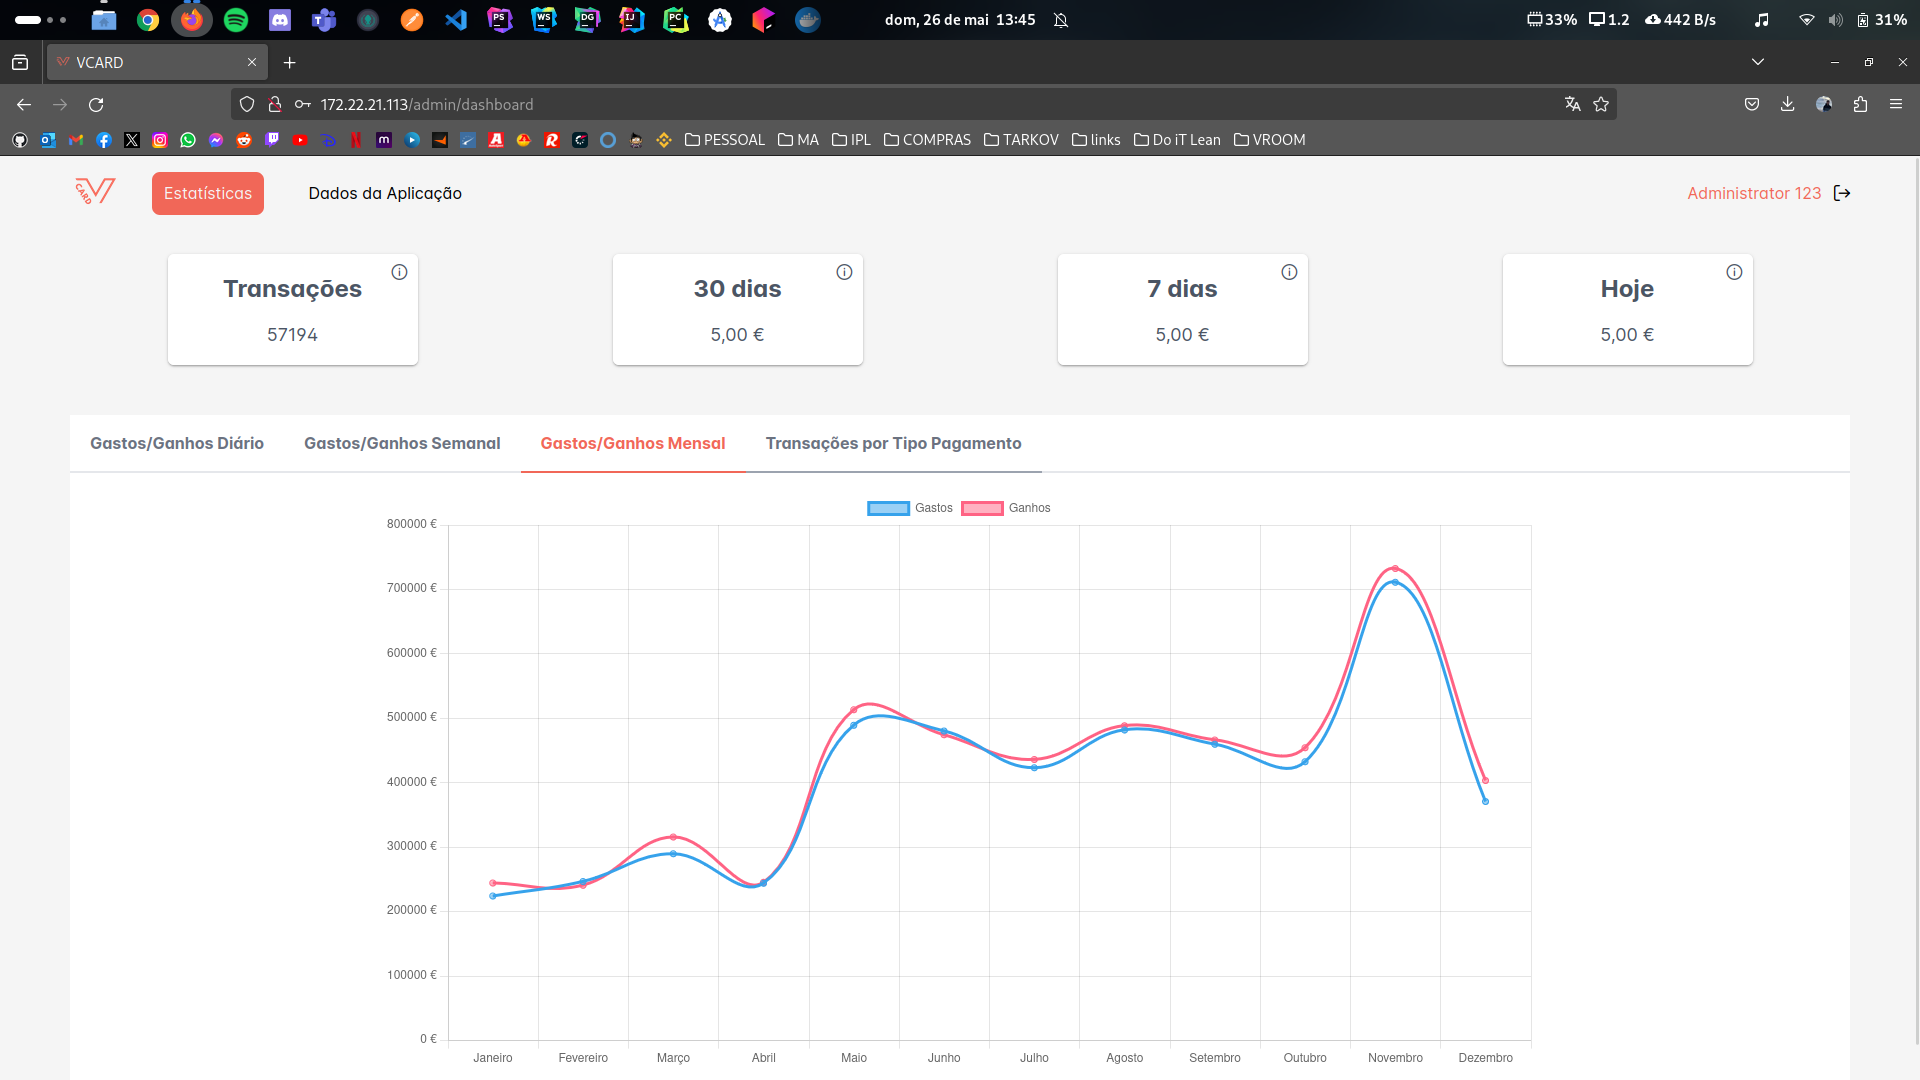 dom, 26 de mai 13:45
33% 1.2 442 B/s 31%
VCARD
172.22.21.113/admin/dashboard
PESSOAL MA IPL COMPRAS TARKOV links Do iT Lean VROOM
V CARD Estatísticas Dados da Aplicação Administrator 123
Transações 30 dias 7 dias Hoje
57194 5,00 € 5,00 € 5,00 €
Gastos/Ganhos Diário Gastos/Ganhos Semanal Gastos/Ganhos Mensal Transações por Tipo Pagamento
Gastos Ganhos
800000 €
700000 €
600000 €
500000 €
400000 €
300000 €
200000 €
100000 €
0 €
Janeiro Fevereiro Março Abril Maio Junho Julho Agosto Setembro Outubro Novembro Dezembro